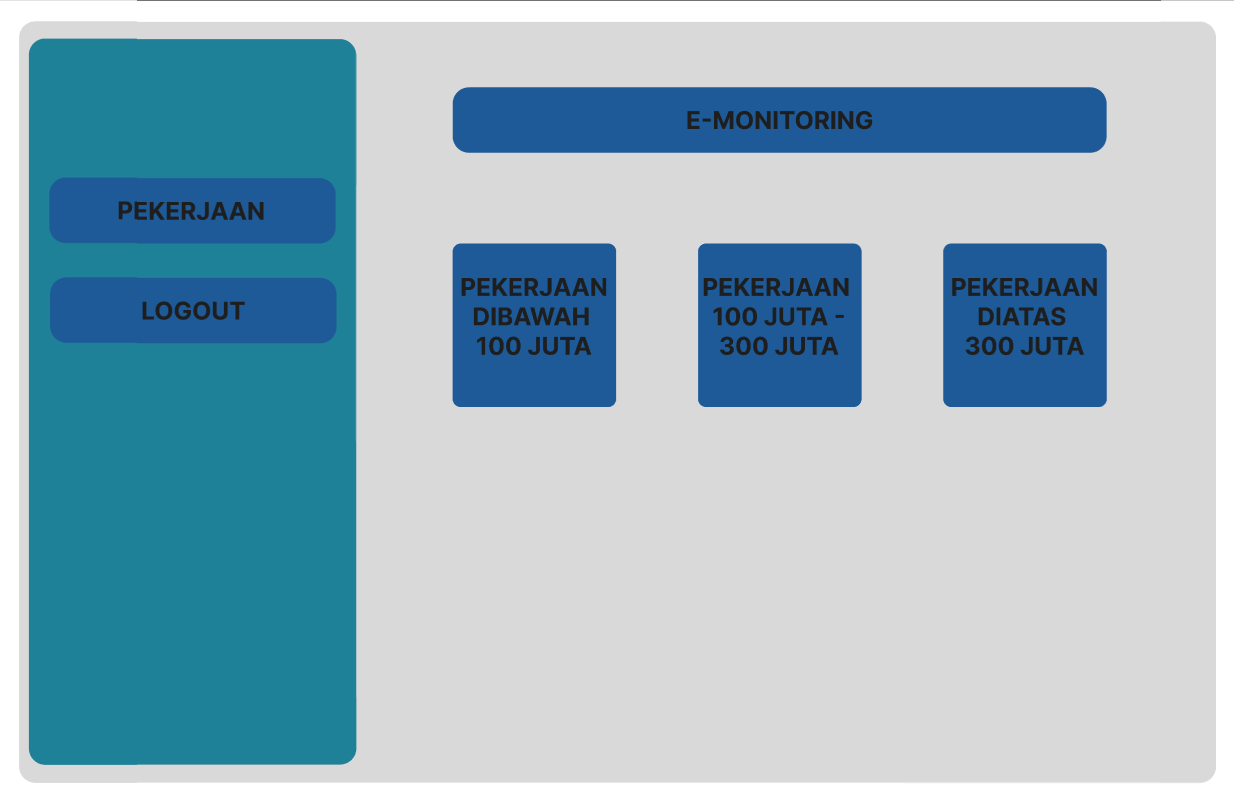 PEKERJAAN
LOGOUT
E-MONITORING
PEKERJAAN
DIBAWAH
100 JUTA
PEKERJAAN
100 JUTA -
300 JUTA
PEKERJAAN
DIATAS
300 JUTA